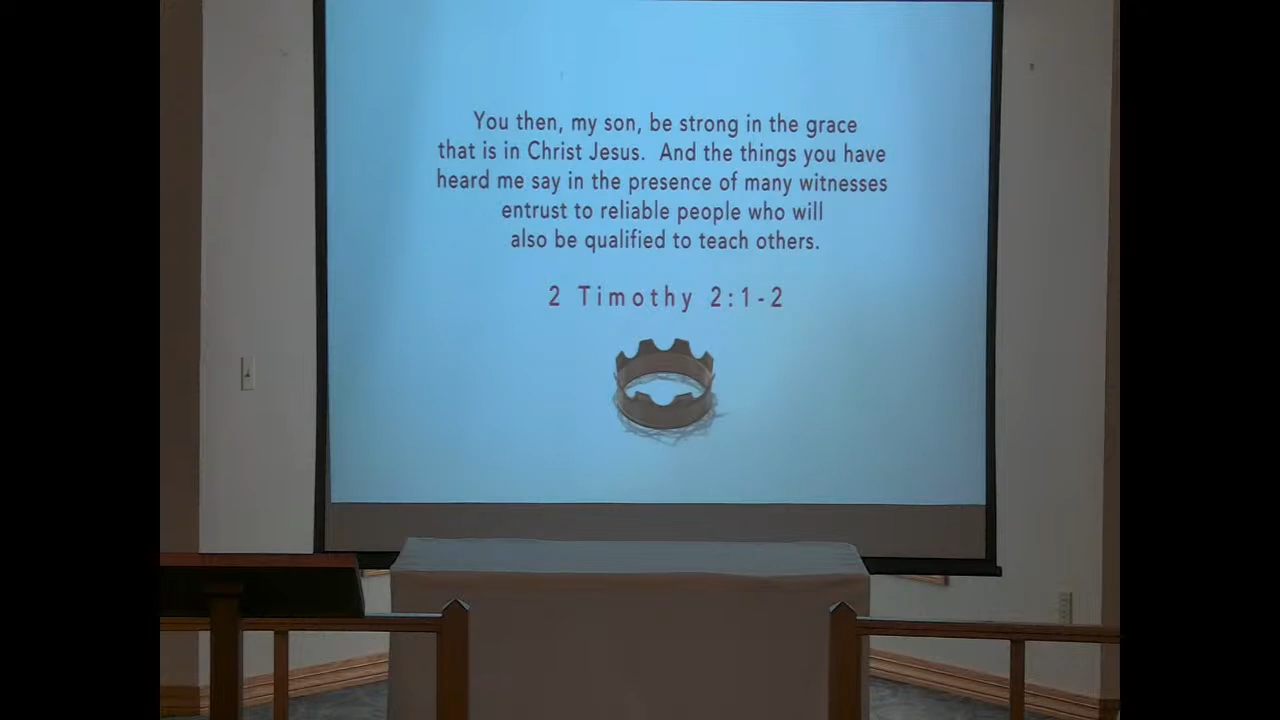 You then, my son, be strong in the grace
that is in Christ Jesus.  And the things you have
heard me say in the presence of many witnesses
entrust to reliable people who will
also be qualified to teach others.
2 Timothy 2:1-2